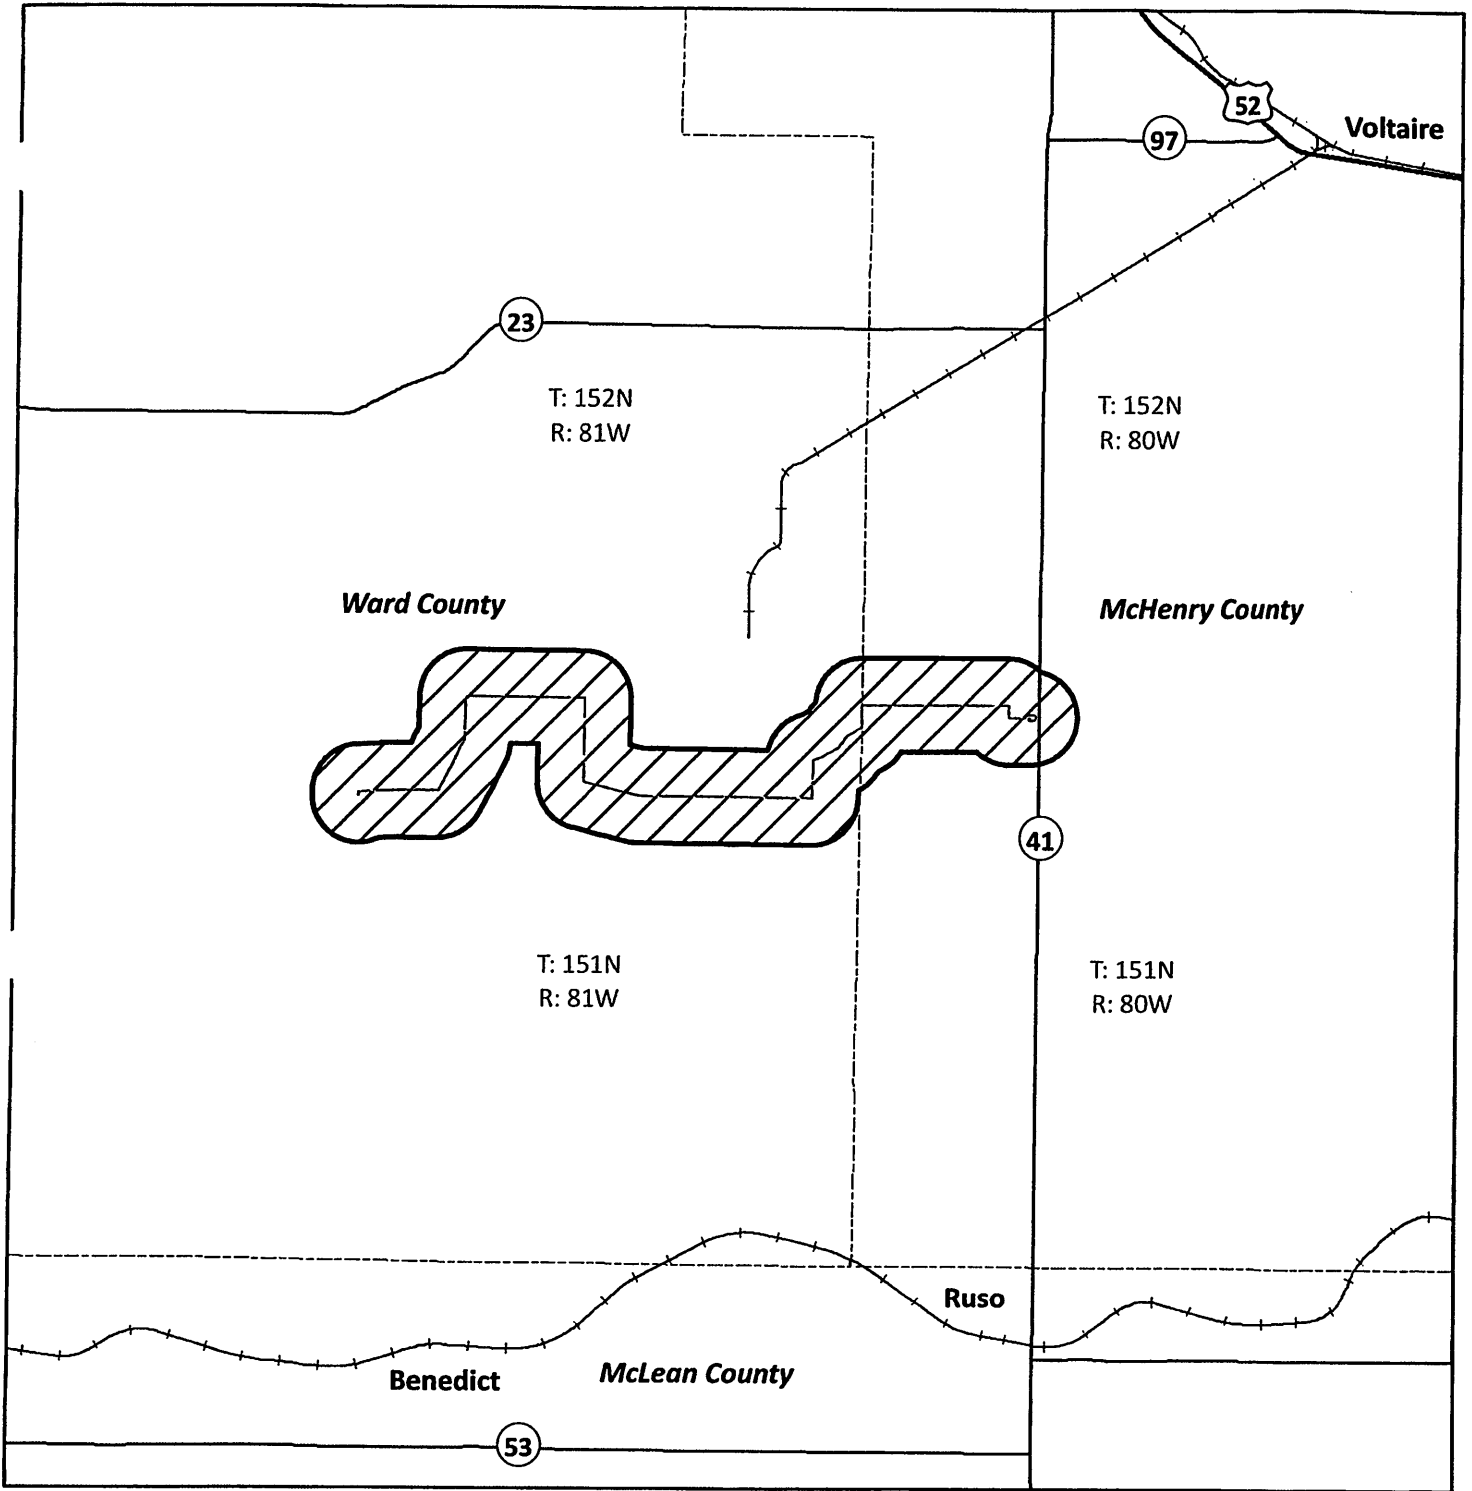 52
97
Voltaire
23
T: 152N
R: 81W
T: 152N
R: 80W
Ward County
McHenry County
41
T: 151N
R: 81W
T: 151N
R: 80W
Ruso
Benedict
McLean County
53